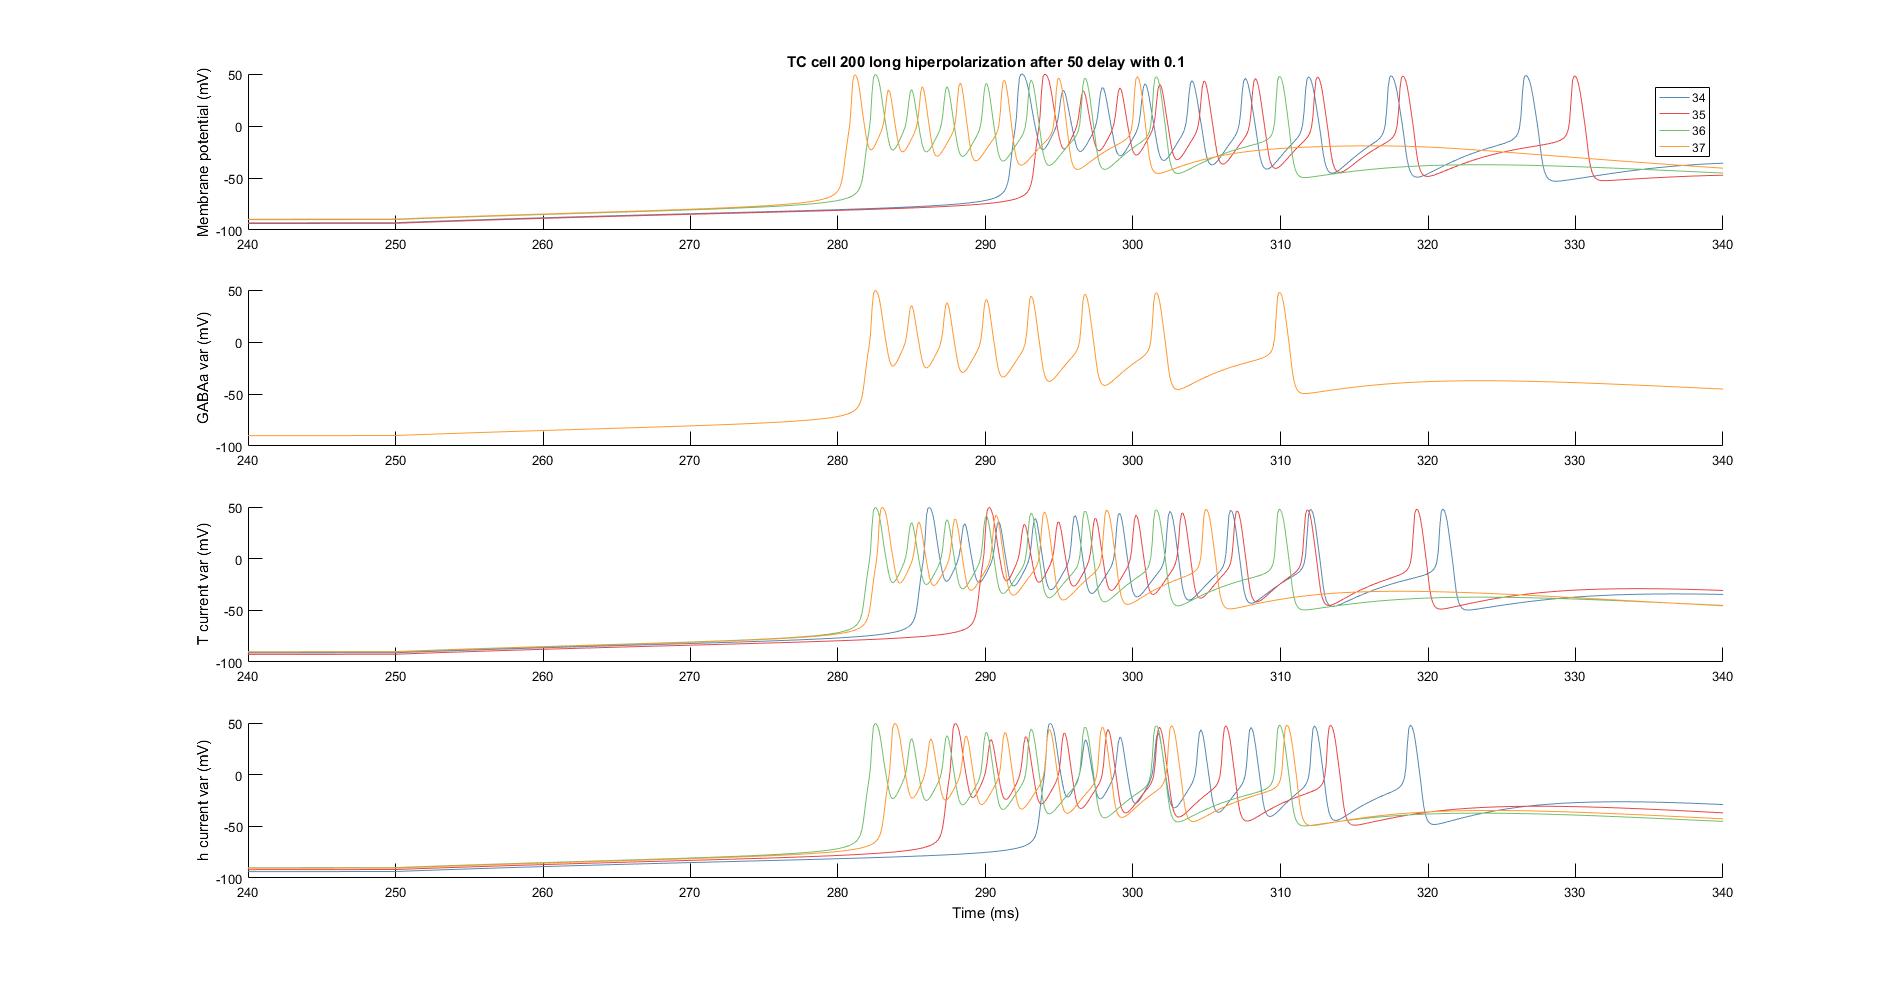 TC cell 200 long hiperpolarization after 50 delay with 0.1
Membrane potential (mV)
50
0
-50
-100
240 250 260 270 280 290 300 310 320 330 340
34
35
36
37
GABAa var (mV)
50
0
-50
-100
240 250 260 270 280 290 300 310 320 330 340
T current var (mV)
50
0
-50
-100
240 250 260 270 280 290 300 310 320 330 340
h current var (mV)
50
0
-50
-100
240 250 260 270 280 290 300 310 320 330 340
Time (ms)